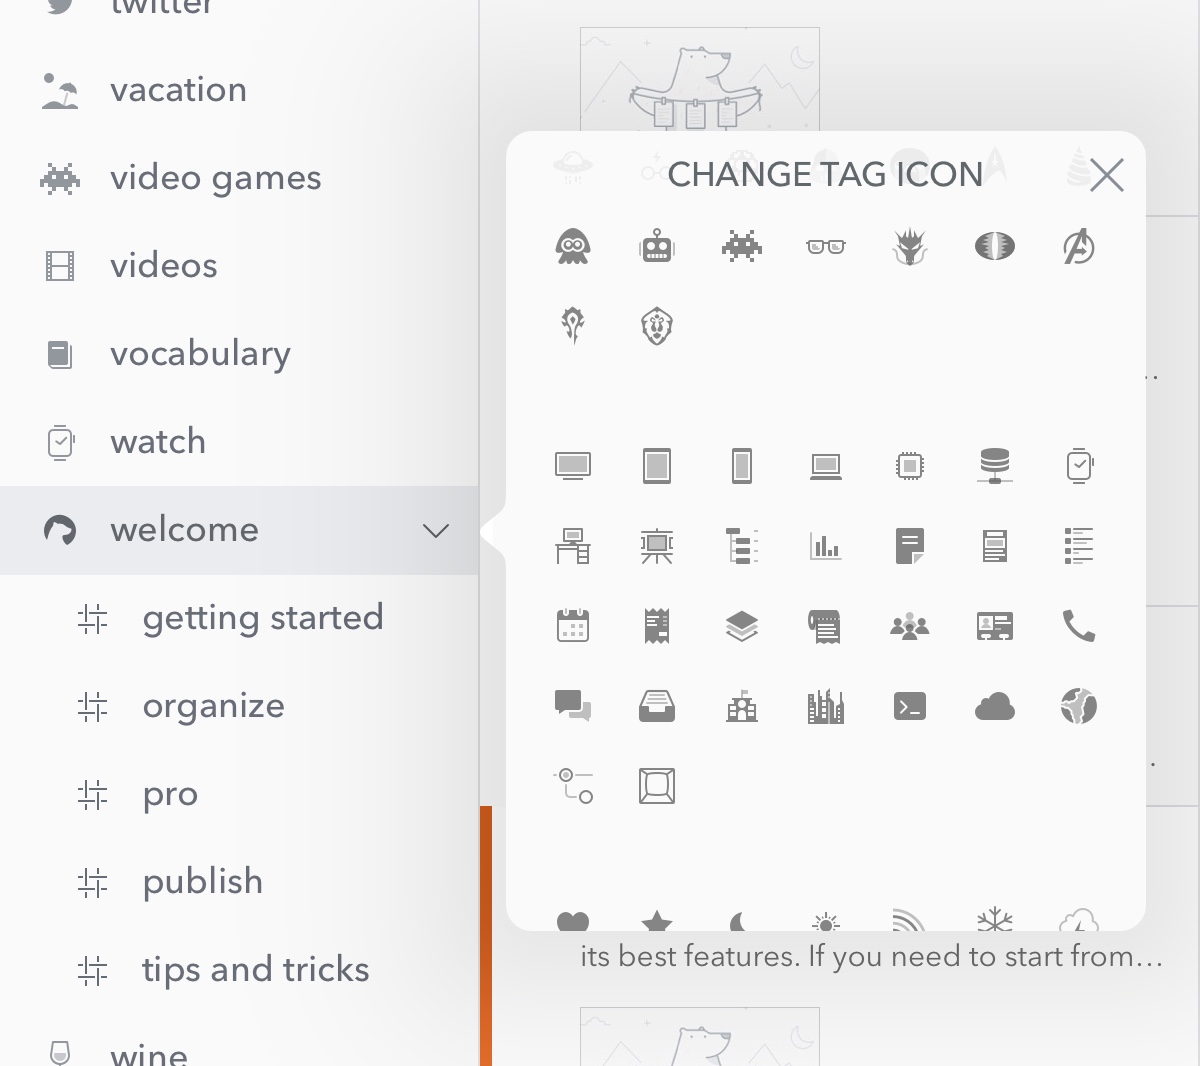 twitter
vacation
video games
videos
vocabulary
watch
welcome
getting started
organize
pro
publish
tips and tricks
wine
CHANGE TAG ICON
its best features. If you need to start from…